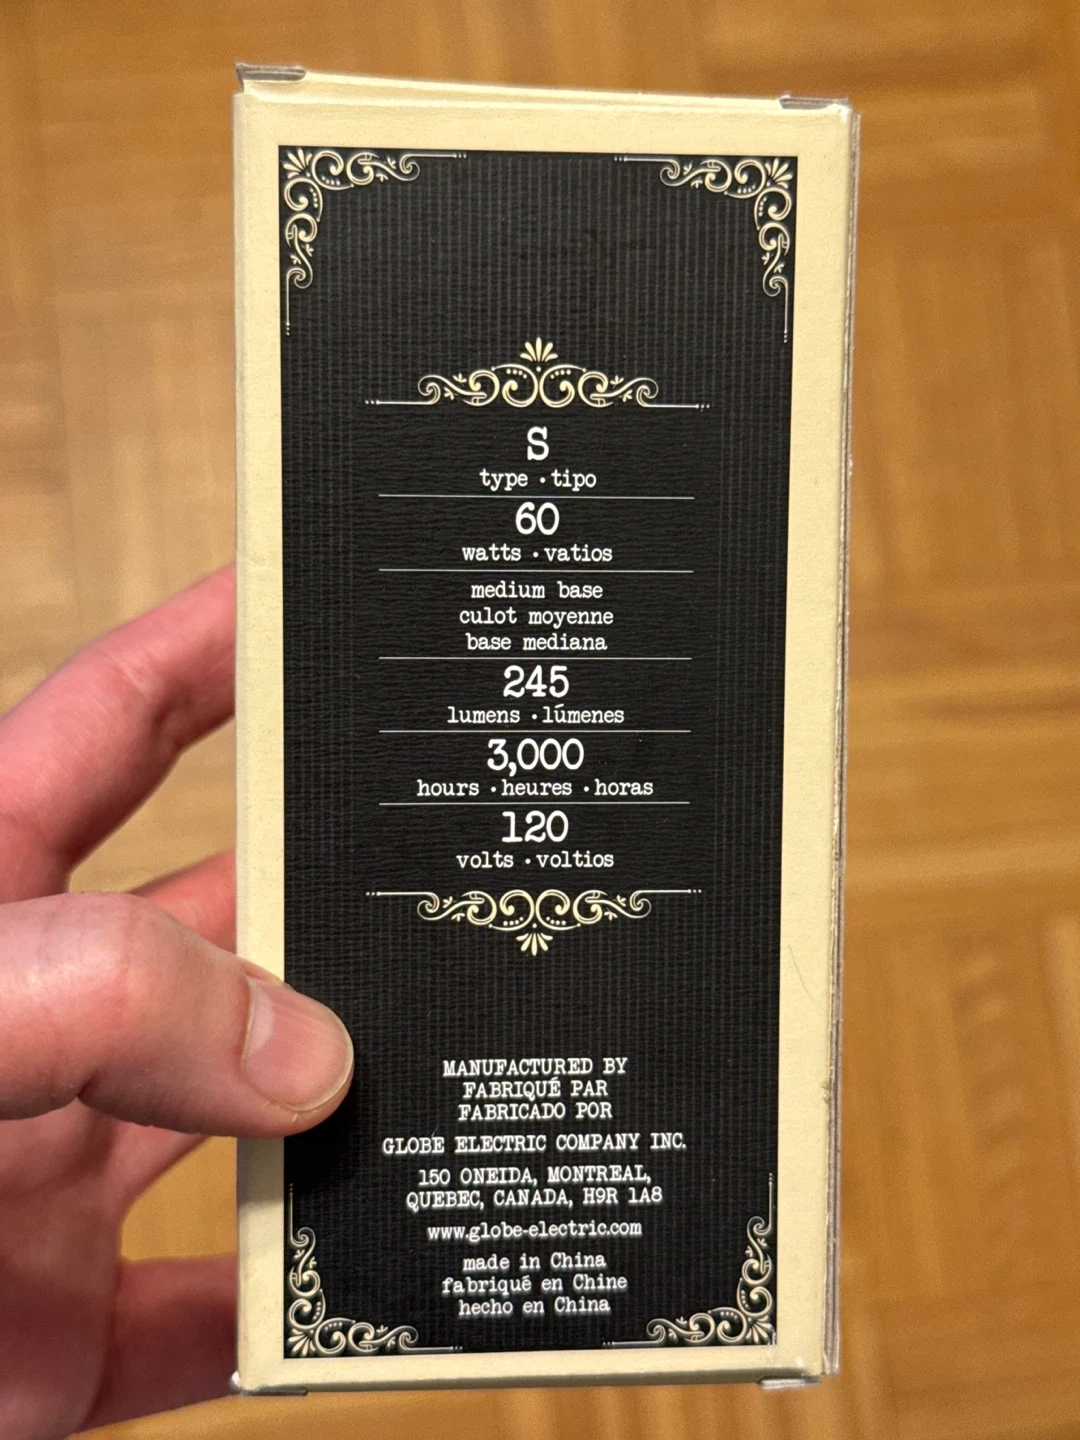 S
type • tipo
60
watts • vatios
medium base
culot moyenne
base mediana
245
lumens • lúmenes
3,000
hours • heures • horas
120
volts • voltios
MANUFACTURED BY
FABRIQUÉ PAR
FABRICADO POR
GLOBE ELECTRIC COMPANY INC.
150 ONEIDA, MONTREAL,
QUEBEC, CANADA, H9R 1A8
www.globe-electric.com
made in China
fabriqué en Chine
hecho en China